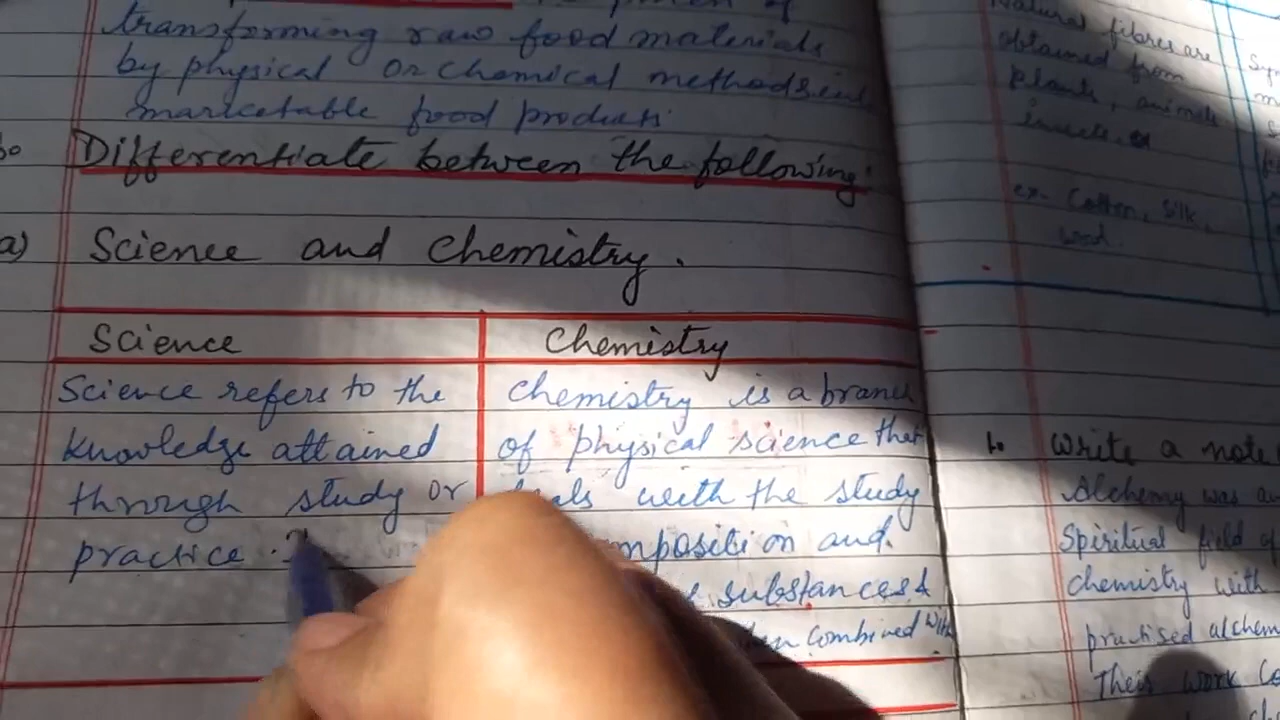 transforming raw food materials
by physical or chemical methods
marketable food products
Differentiate between the following:
a) Science and Chemistry.
Science
Science refers to the
knowledge attained
through study or
practice.
Chemistry
Chemistry is a branch
of physical science that
with the study
and
substances &
combined with
Natural fibres are
obtained from
plants, animals
ex- Cotton, Silk,
b. Write a note
Alchemy was
Spiritual field of
chemistry with
practised alchem
Their work